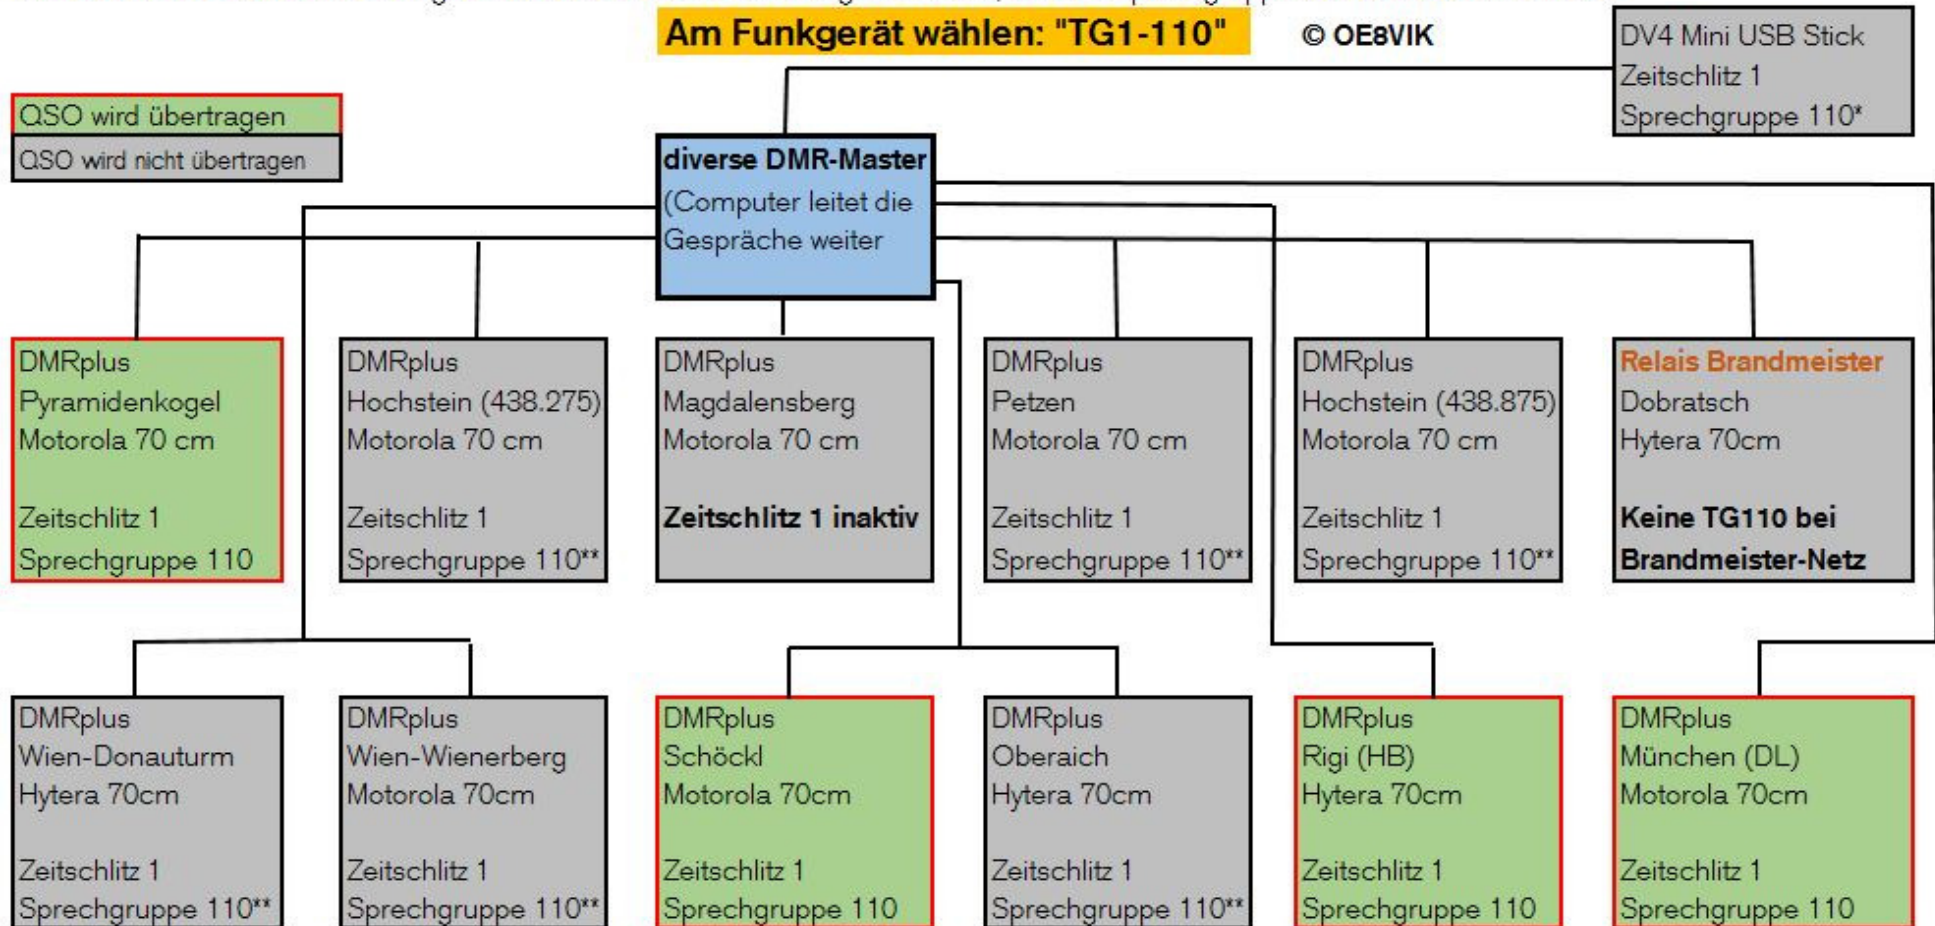 Am Funkgerät wählen: "TG1-110"
© OE8VIK
DV4 Mini USB Stick
Zeitschlitz 1
Sprechgruppe 110*
QSO wird übertragen
QSO wird nicht übertragen
diverse DMR-Master
(Computer leitet die
Gespräche weiter
DMRplus
Pyramidenkogel
Motorola 70 cm
Zeitschlitz 1
Sprechgruppe 110
DMRplus
Hochstein (438.275)
Motorola 70 cm
Zeitschlitz 1
Sprechgruppe 110**
DMRplus
Magdalensberg
Motorola 70 cm
Zeitschlitz 1 inaktiv
DMRplus
Petzen
Motorola 70 cm
Zeitschlitz 1
Sprechgruppe 110**
DMRplus
Hochstein (438.875)
Motorola 70 cm
Zeitschlitz 1
Sprechgruppe 110**
Relais Brandmeister
Dobratsch
Hytera 70cm
Keine TG110 bei
Brandmeister-Netz
DMRplus
Wien-Donauturm
Hytera 70cm
Zeitschlitz 1
Sprechgruppe 110**
DMRplus
Wien-Wienerberg
Motorola 70cm
Zeitschlitz 1
Sprechgruppe 110**
DMRplus
Schöckl
Motorola 70cm
Zeitschlitz 1
Sprechgruppe 110
DMRplus
Oberaich
Hytera 70cm
Zeitschlitz 1
Sprechgruppe 110**
DMRplus
Rigi (HB)
Hytera 70cm
Zeitschlitz 1
Sprechgruppe 110
DMRplus
München (DL)
Motorola 70cm
Zeitschlitz 1
Sprechgruppe 110